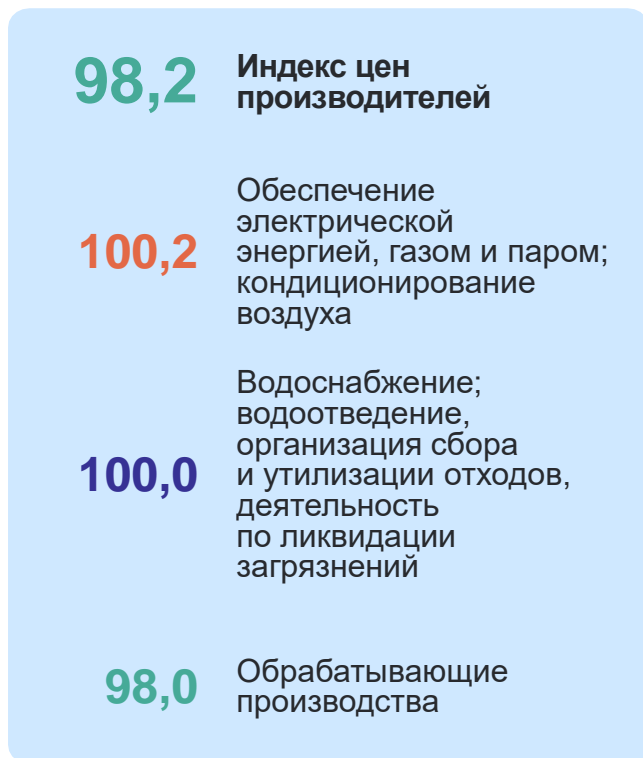 98,2
Индекс цен
производителей
100,2
Обеспечение
электрической
энергией, газом и паром;
кондиционирование
воздуха
100,0
Водоснабжение;
водоотведение,
организация сбора
и утилизации отходов,
деятельность
по ликвидации
загрязнений
98,0
Обрабатывающие
производства